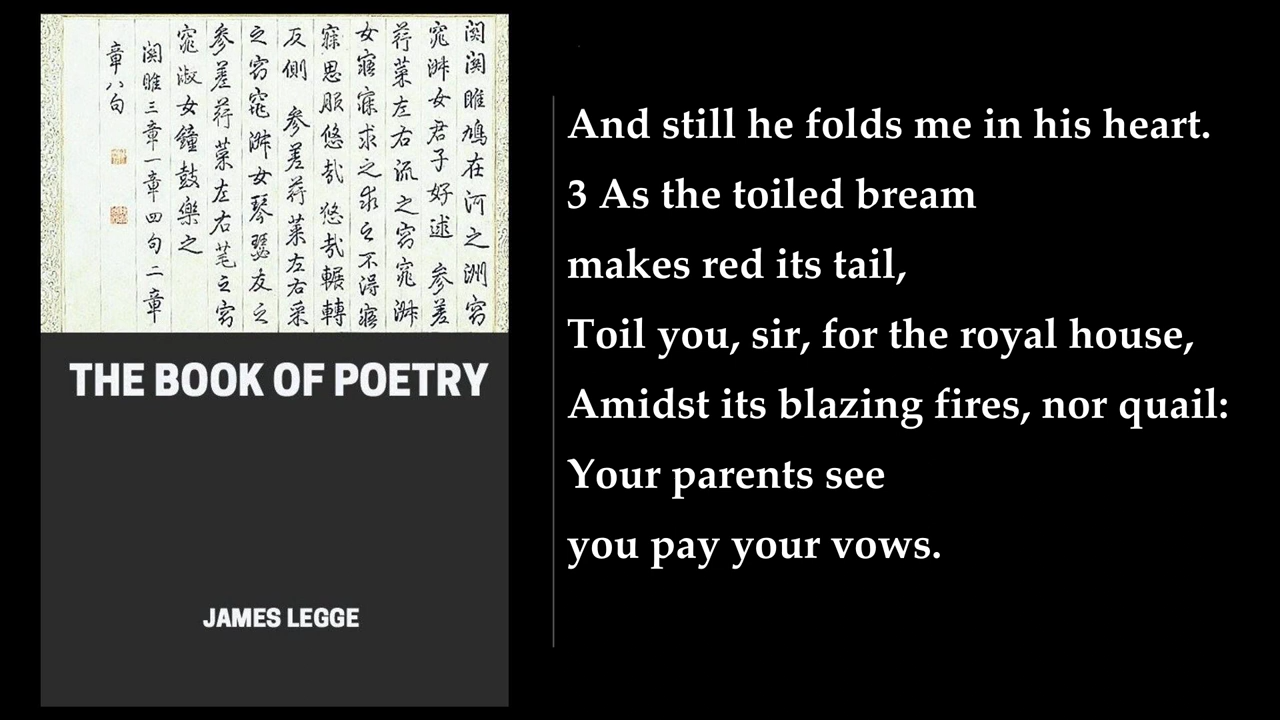 関関雎鳩在河之洲窈
窕淑女君子好逑 參差
荇菜左右流之窈窕淑
女寤寐求之求之不得寤
寐思服悠哉悠哉輾轉
反側 參差荇菜左右采
之窈窕淑女琴瑟友之
參差荇菜左右芼之窈
窕淑女鐘鼓樂之
関雎三章一章四句二章
章八句
THE BOOK OF POETRY
JAMES LEGGE
And still he folds me in his heart.
3 As the toiled bream
makes red its tail,
Toil you, sir, for the royal house,
Amidst its blazing fires, nor quail:
Your parents see
you pay your vows.